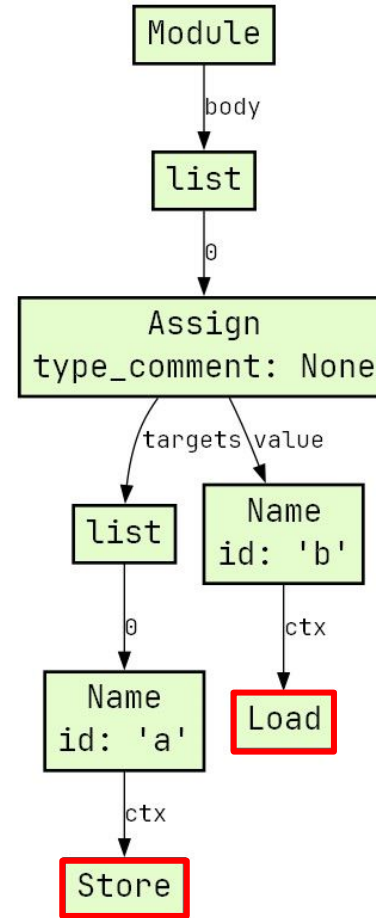 Module
body
list
0
Assign
type_comment: None
targets value
list
Name
id: 'b'
0
ctx
Name
id: 'a'
Load
ctx
Store